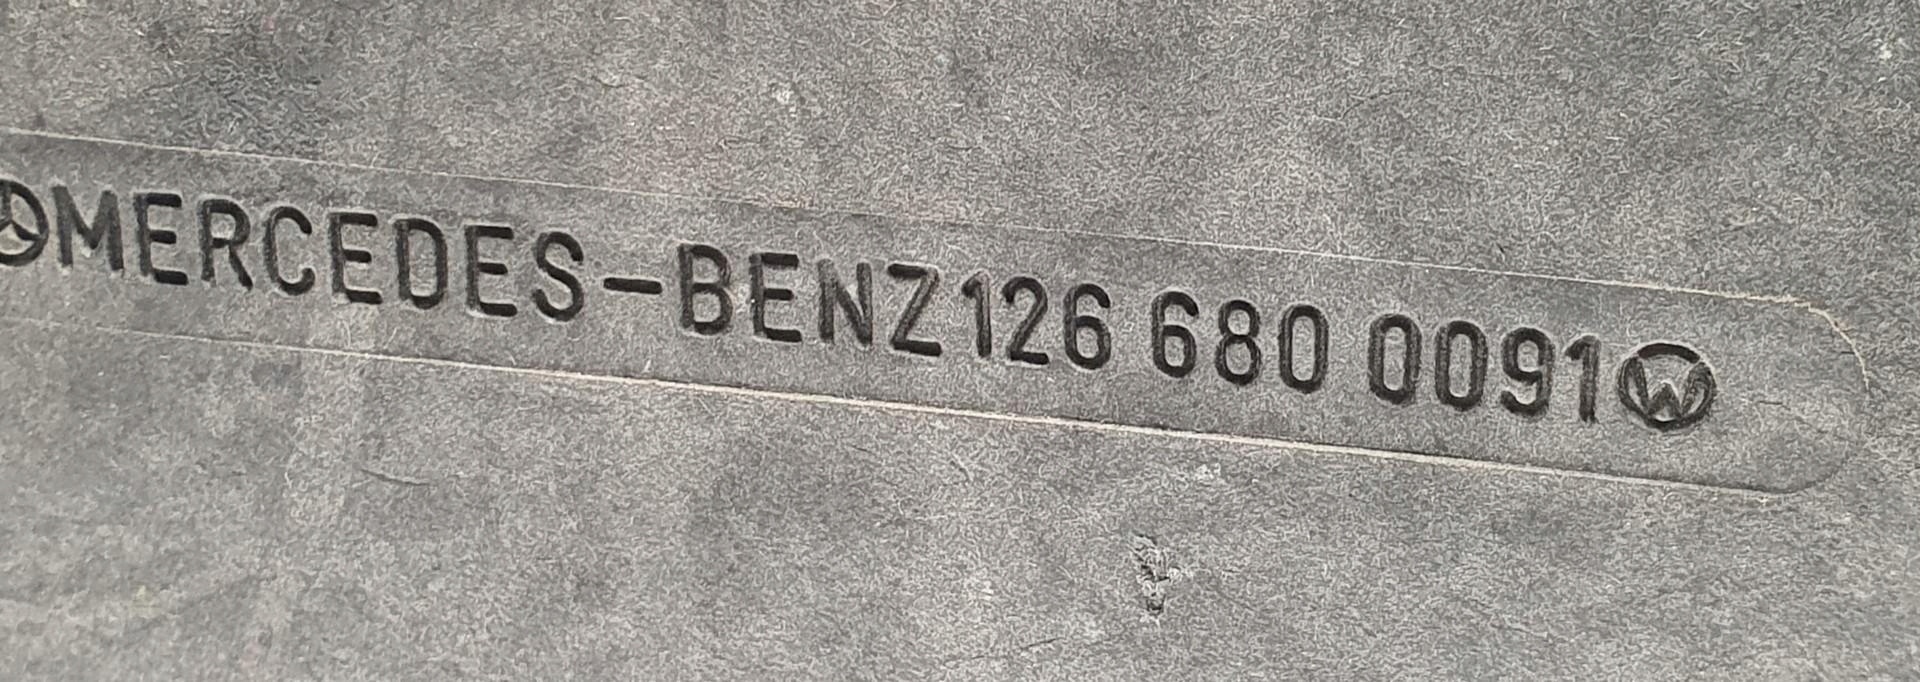 MERCEDES-BENZ 126 680 0091 W